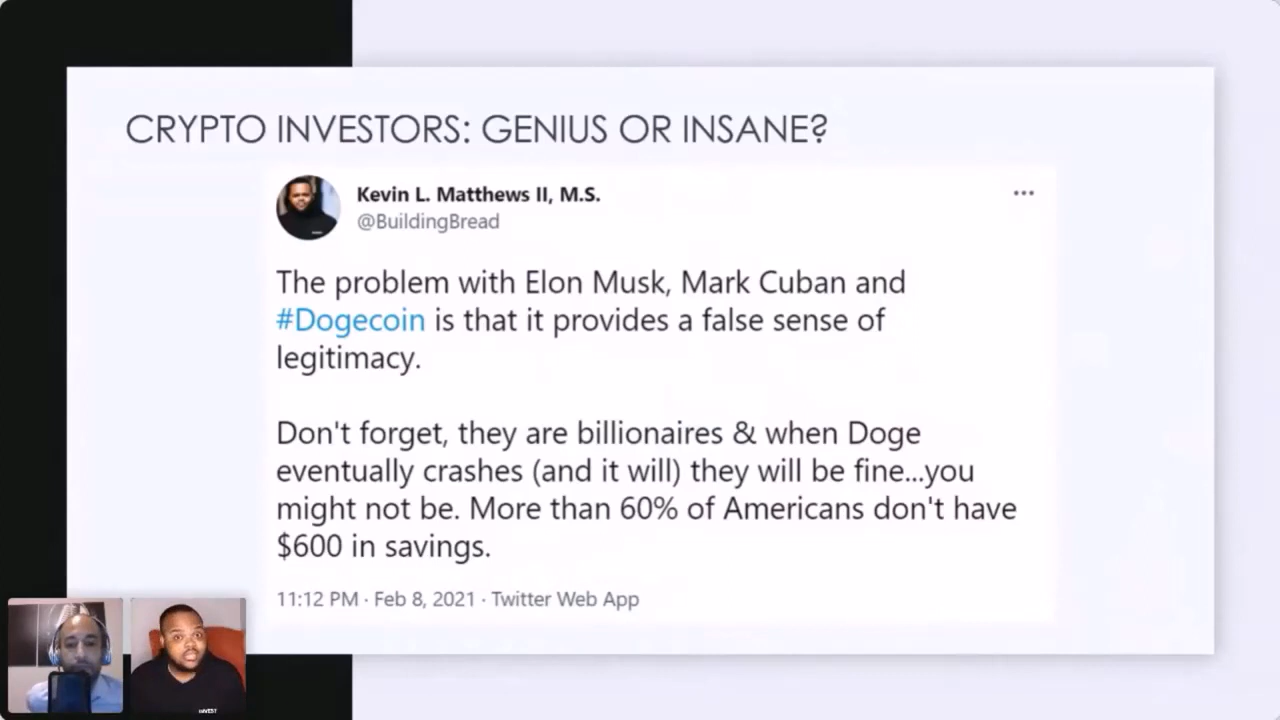 CRYPTO INVESTORS: GENIUS OR INSANE?
Kevin L. Matthews II, M.S.
@BuildingBread
The problem with Elon Musk, Mark Cuban and
#Dogecoin is that it provides a false sense of
legitimacy.
Don't forget, they are billionaires & when Doge
eventually crashes (and it will) they will be fine...you
might not be. More than 60% of Americans don't have
$600 in savings.
11:12 PM · Feb 8, 2021 · Twitter Web App